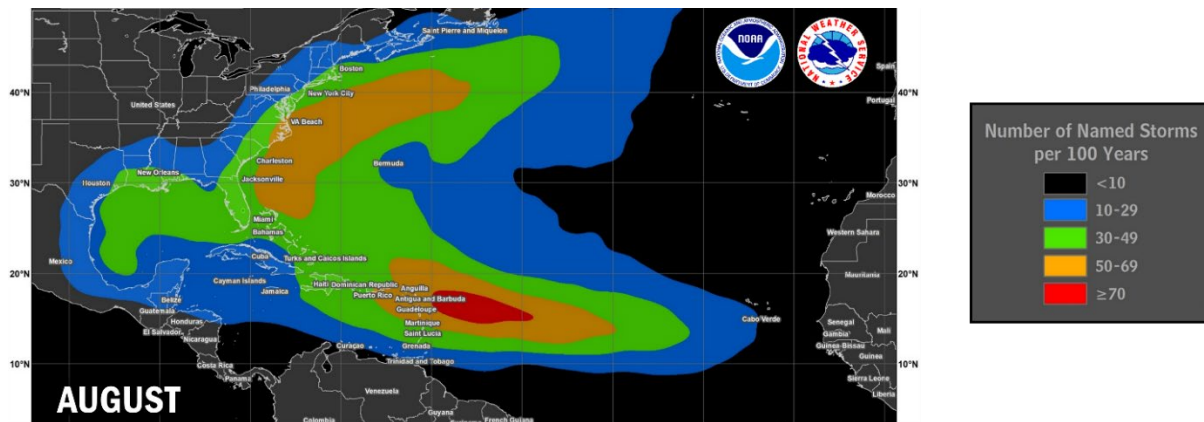 Saint Pierre and Miquelon
NOAA
NATIONAL WEATHER SERVICE
Spain
Boston
Philadelphia
40°N
New York City
40°N
United States
Portugal
VA Beach
Charleston
Bermuda
New Orleans
Jacksonville
30°N
Houston
30°N
Morocco
Miami
Bahamas
Western Sahara
Mexico
Cuba
Turks and Caicos Islands
20°N
Mauritania
20°N
Cayman Islands
Haiti
Dominican Republic
Anguilla
Jamaica
Puerto Rico
Antigua and Barbuda
Belize
Guadeloupe
Guatemala
Cabo Verde
Honduras
Martinique
Senegal
Mali
El Salvador
Saint Lucia
Gambia
Nicaragua
Curaçao
Grenada
Guinea-Bissau
Trinidad and Tobago
Guinea
10°N
Costa Rica
10°N
Panama
Sierra Leone
Venezuela
Liberia
AUGUST
Guyana
Colombia
French Guiana
Number of Named Storms
per 100 Years
<10
10-29
30-49
50-69
≥70